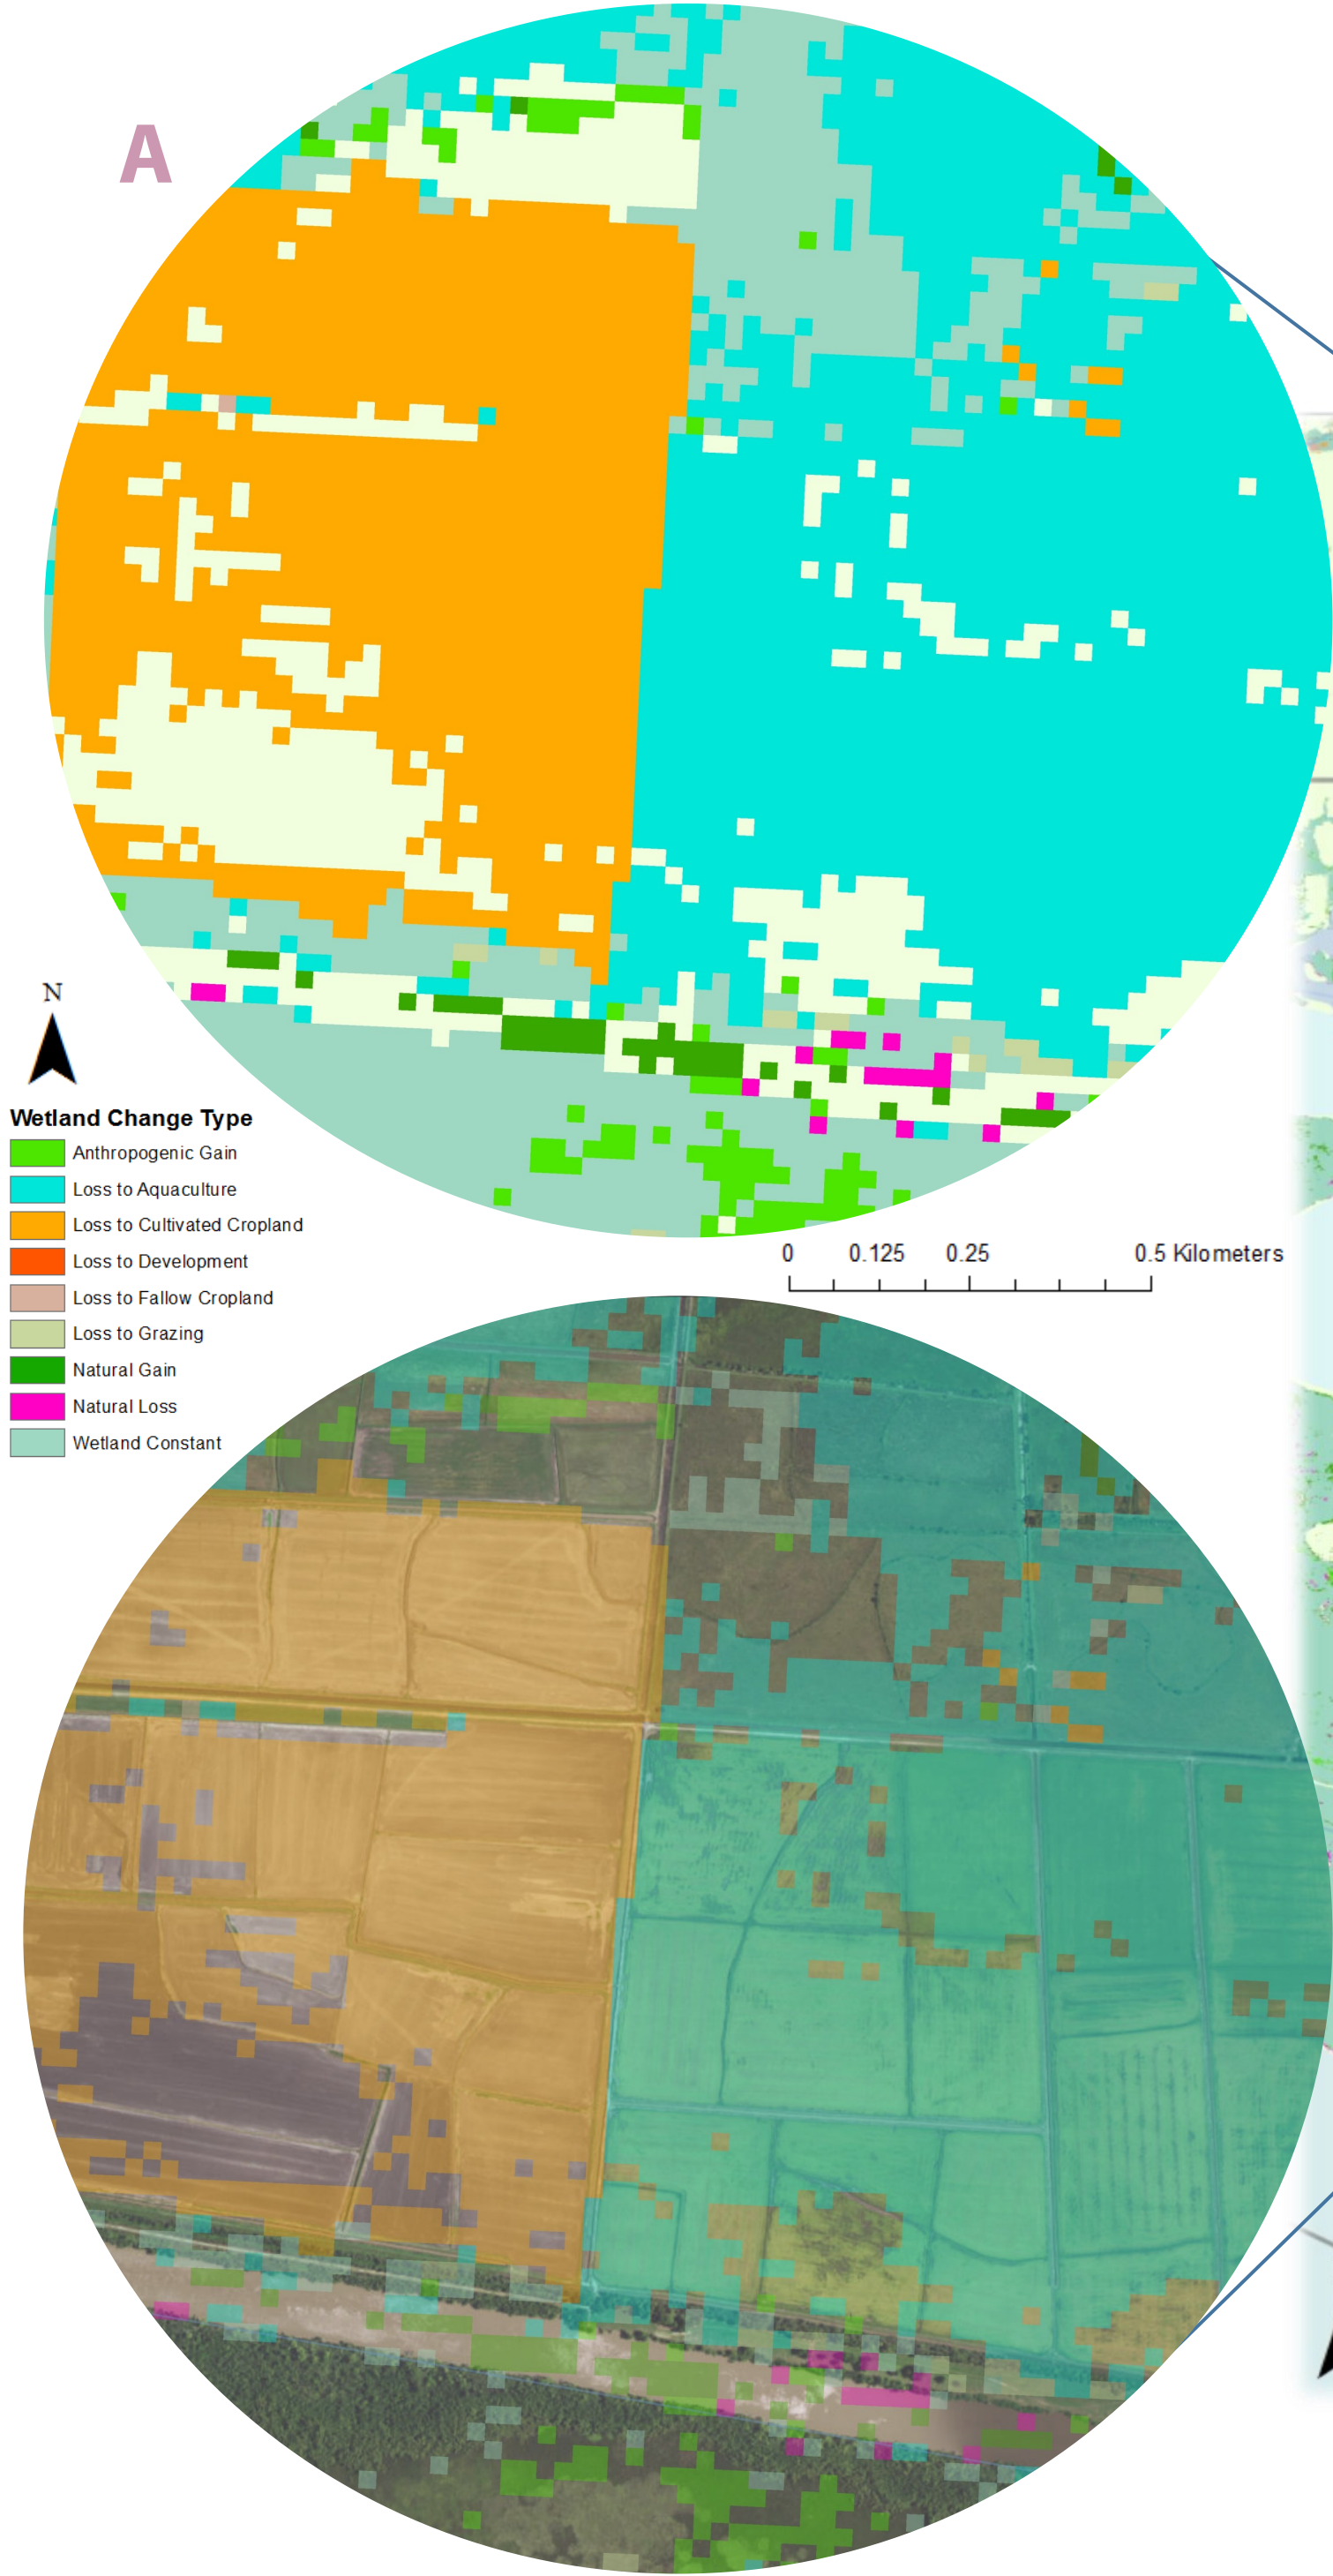 A
N
Wetland Change Type
Anthropogenic Gain
Loss to Aquaculture
Loss to Cultivated Cropland
Loss to Development
Loss to Fallow Cropland
Loss to Grazing
Natural Gain
Natural Loss
Wetland Constant
0 0.125 0.25 0.5 Kilometers